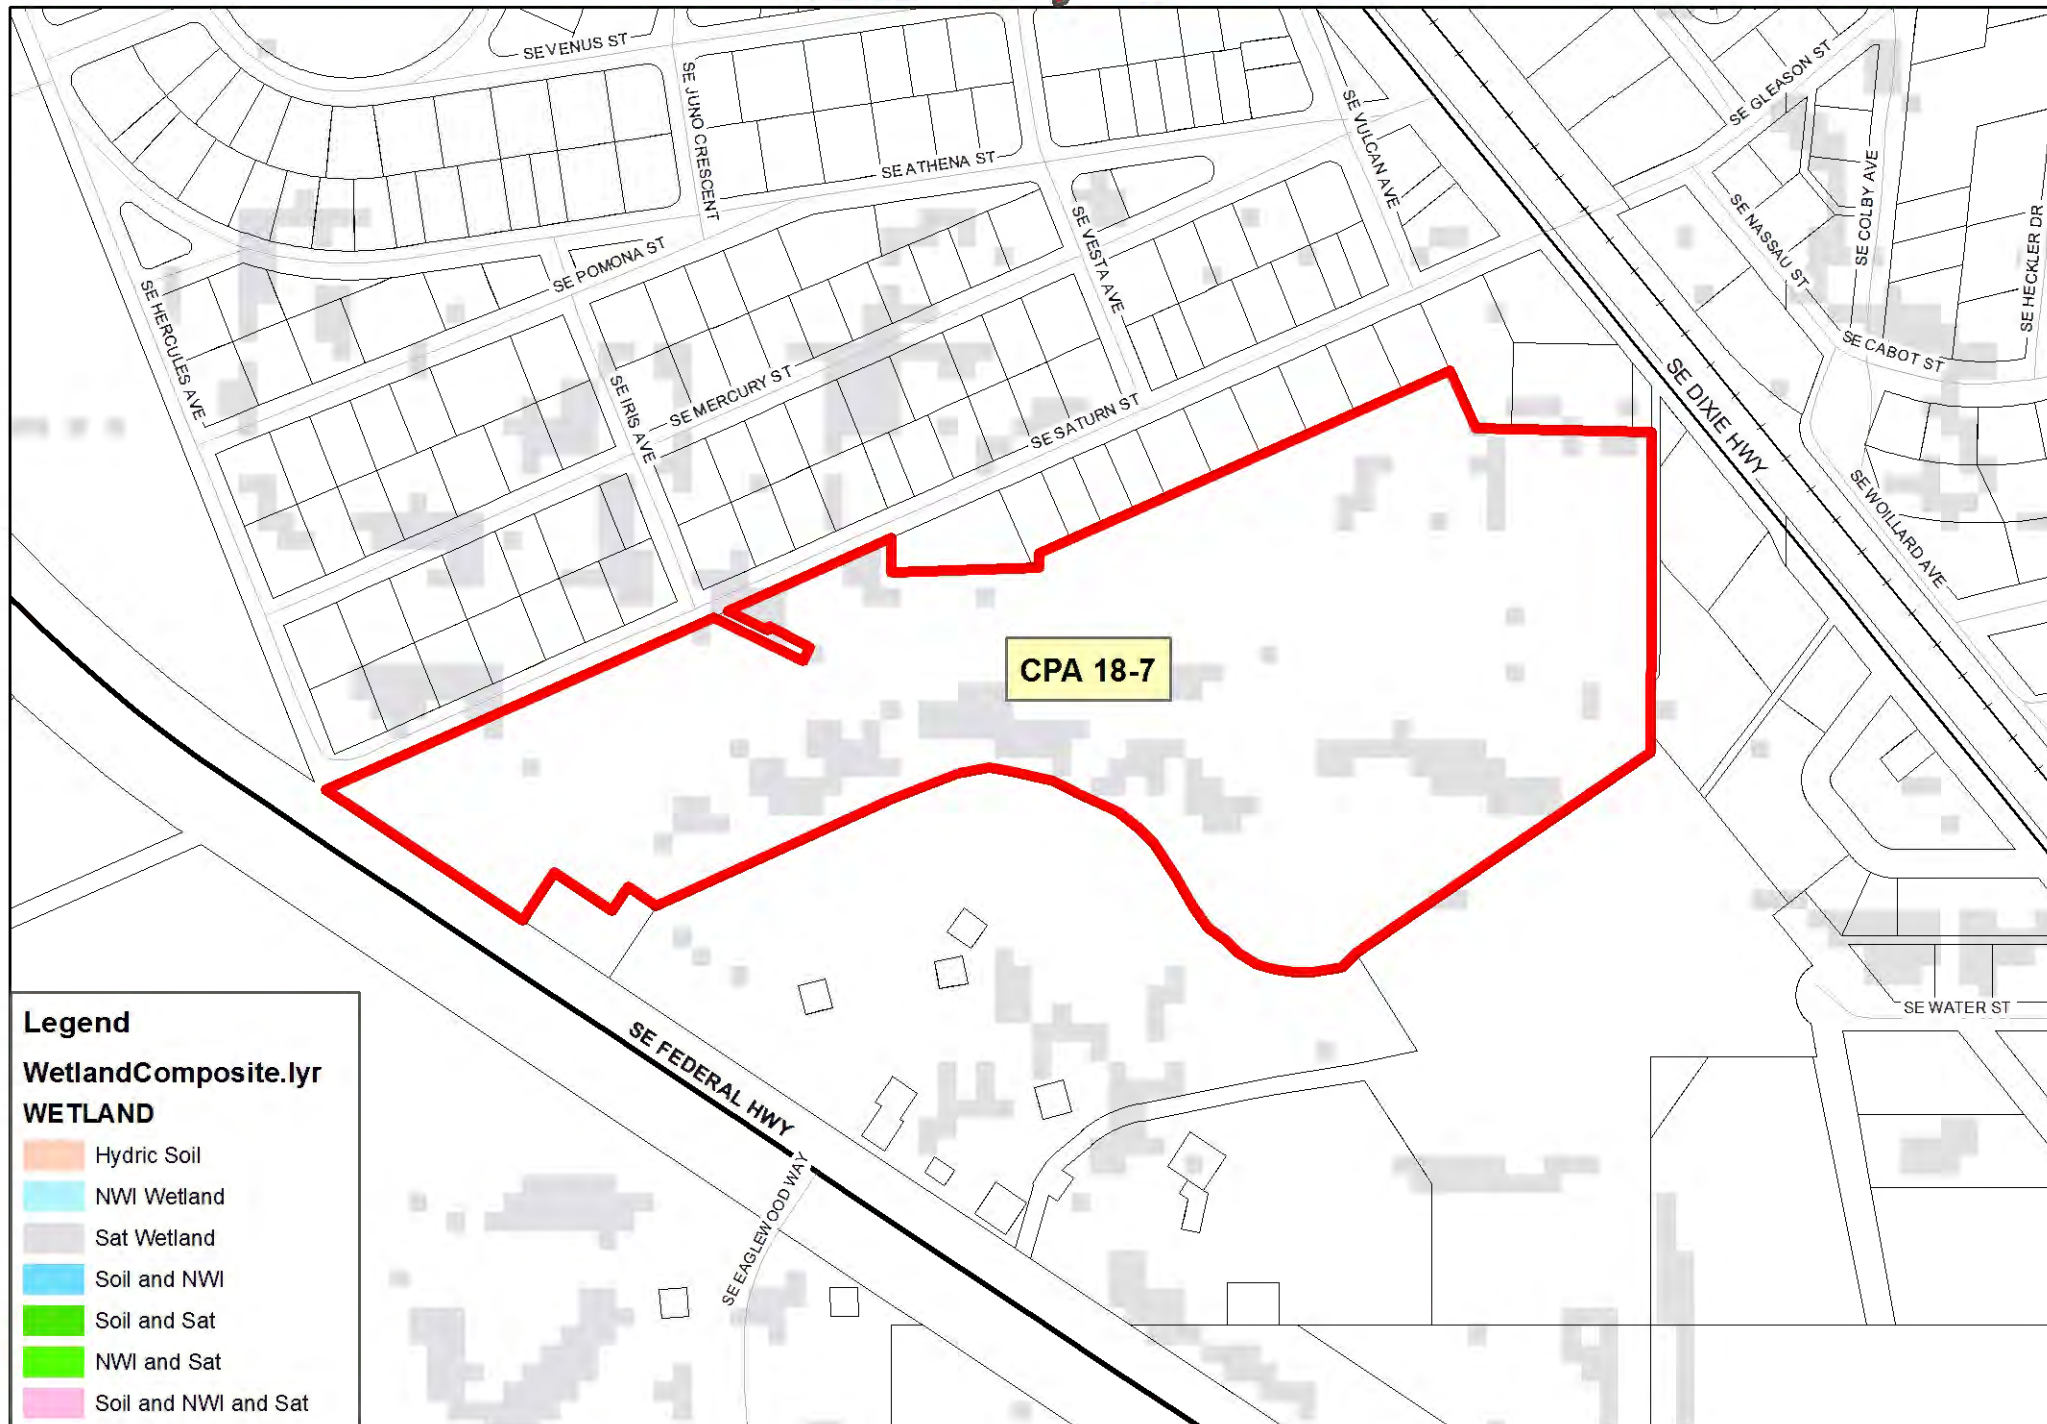 SE VENUS ST
SE JUNO CRESCENT
SE ATHENA ST
SE VULCAN AVE
SE GLEASON ST
SE COLBY AVE
SE NASSAU ST
SE HECKLER DR
SE CABOT ST
SE POMONA ST
SE VESTA AVE
SE HERCULES AVE
SE IRIS AVE
SE MERCURY ST
SE SATURN ST
SE DIXIE HWY
SE WOILLARD AVE
CPA 18-7
SE FEDERAL HWY
SE EAGLEWOOD WAY
SE WATER ST
Legend
WetlandComposite.lyr
WETLAND
Hydric Soil
NWI Wetland
Sat Wetland
Soil and NWI
Soil and Sat
NWI and Sat
Soil and NWI and Sat